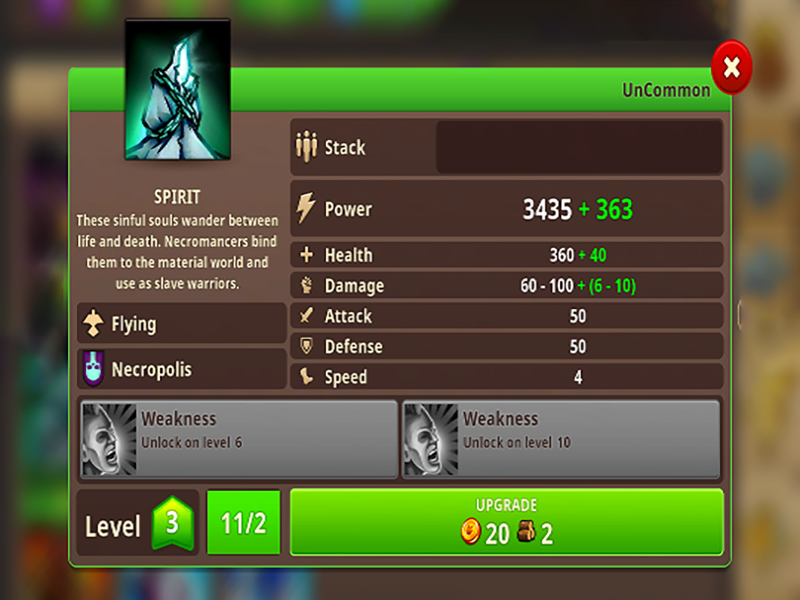 UnCommon
SPIRIT
These sinful souls wander between
life and death. Necromancers bind
them to the material world and
use as slave warriors.
Flying
Necropolis
Stack
Power 3435 + 363
Health 360 + 40
Damage 60 - 100 + (6 - 10)
Attack 50
Defense 50
Speed 4
Weakness
Unlock on level 6
Weakness
Unlock on level 10
Level 3 11/2
UPGRADE
20 2